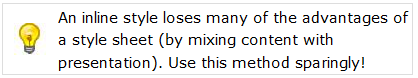 An inline style loses many of the advantages of
a style sheet (by mixing content with
presentation). Use this method sparingly!